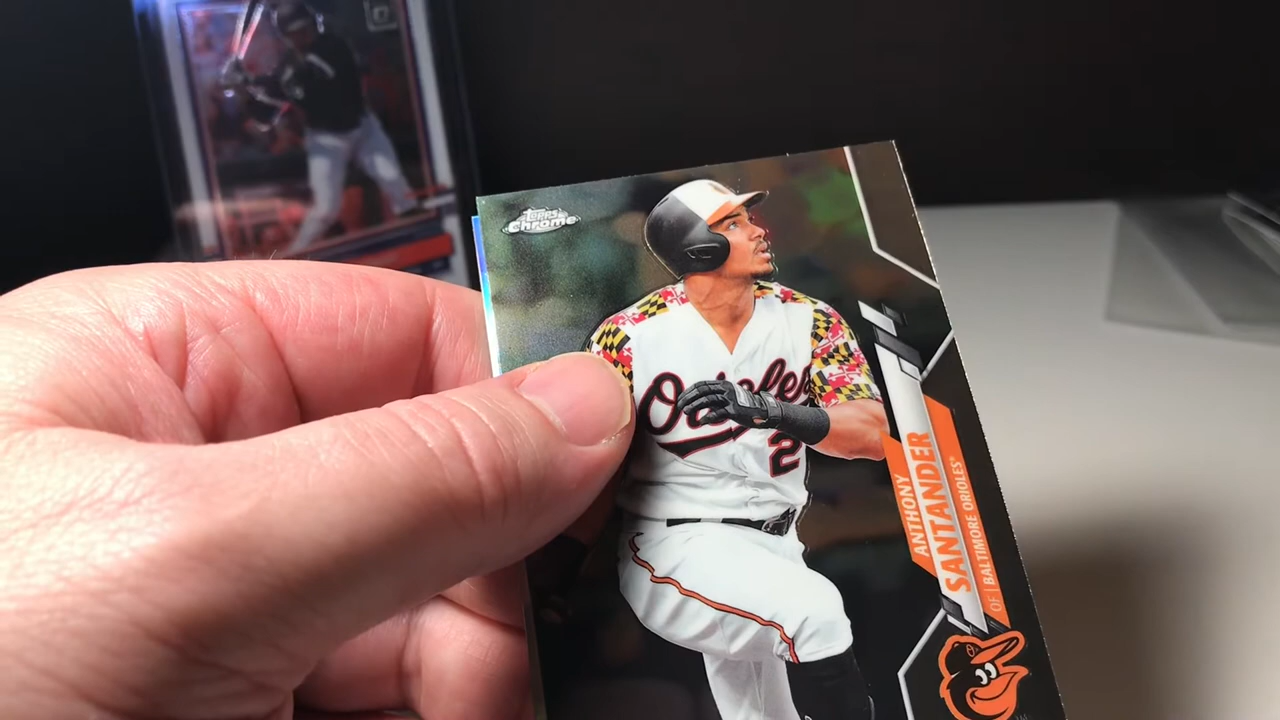 TOPPS
Chrome
Orioles
2
ANTHONY
SANTANDER
OF | BALTIMORE ORIOLES®